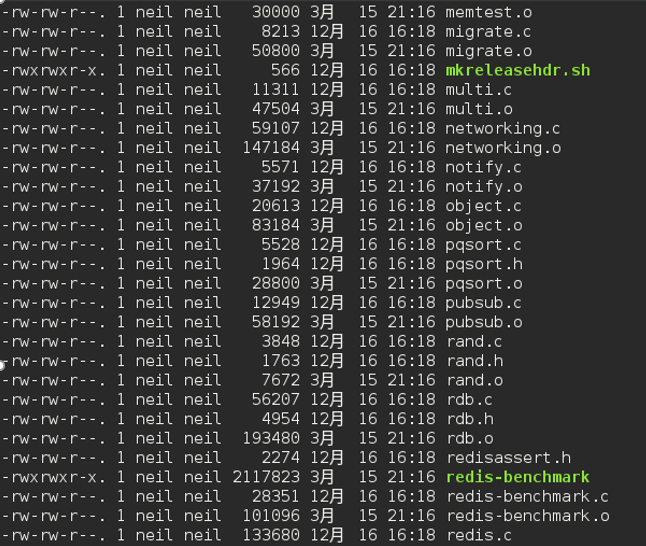 -rw-rw-r--. 1 neil neil   30000 3月  15 21:16 memtest.o
-rw-rw-r--. 1 neil neil    8213 12月 16 16:18 migrate.c
-rw-rw-r--. 1 neil neil   50800 3月  15 21:16 migrate.o
-rwxrwxr-x. 1 neil neil     566 12月 16 16:18 mkreleasehdr.sh
-rw-rw-r--. 1 neil neil   11311 12月 16 16:18 multi.c
-rw-rw-r--. 1 neil neil   47504 3月  15 21:16 multi.o
-rw-rw-r--. 1 neil neil   59107 12月 16 16:18 networking.c
-rw-rw-r--. 1 neil neil  147184 3月  15 21:16 networking.o
-rw-rw-r--. 1 neil neil    5571 12月 16 16:18 notify.c
-rw-rw-r--. 1 neil neil   37192 3月  15 21:16 notify.o
-rw-rw-r--. 1 neil neil   20613 12月 16 16:18 object.c
-rw-rw-r--. 1 neil neil   83184 3月  15 21:16 object.o
-rw-rw-r--. 1 neil neil    5528 12月 16 16:18 pqsort.c
-rw-rw-r--. 1 neil neil    1964 12月 16 16:18 pqsort.h
-rw-rw-r--. 1 neil neil   28800 3月  15 21:16 pqsort.o
-rw-rw-r--. 1 neil neil   12949 12月 16 16:18 pubsub.c
-rw-rw-r--. 1 neil neil   58192 3月  15 21:16 pubsub.o
-rw-rw-r--. 1 neil neil    3848 12月 16 16:18 rand.c
-rw-rw-r--. 1 neil neil    1763 12月 16 16:18 rand.h
-rw-rw-r--. 1 neil neil    7672 3月  15 21:16 rand.o
-rw-rw-r--. 1 neil neil   56207 12月 16 16:18 rdb.c
-rw-rw-r--. 1 neil neil    4954 12月 16 16:18 rdb.h
-rw-rw-r--. 1 neil neil  193480 3月  15 21:16 rdb.o
-rw-rw-r--. 1 neil neil    2274 12月 16 16:18 redisassert.h
-rwxrwxr-x. 1 neil neil 2117823 3月  15 21:16 redis-benchmark
-rw-rw-r--. 1 neil neil   28351 12月 16 16:18 redis-benchmark.c
-rw-rw-r--. 1 neil neil  101096 3月  15 21:16 redis-benchmark.o
-rw-rw-r--. 1 neil neil  133680 12月 16 16:18 redis.c